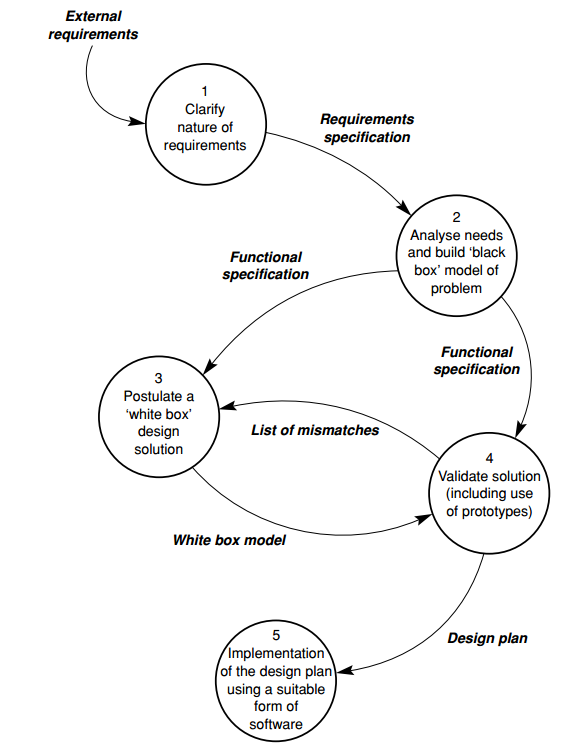 External
requirements
1
Clarify
nature of
requirements
Requirements
specification
2
Analyse needs
and build ‘black
box’ model of
problem
Functional
specification
Functional
specification
3
Postulate a
‘white box’
design
solution
List of mismatches
4
Validate solution
(including use
of prototypes)
White box model
Design plan
5
Implementation
of the design plan
using a suitable
form of
software